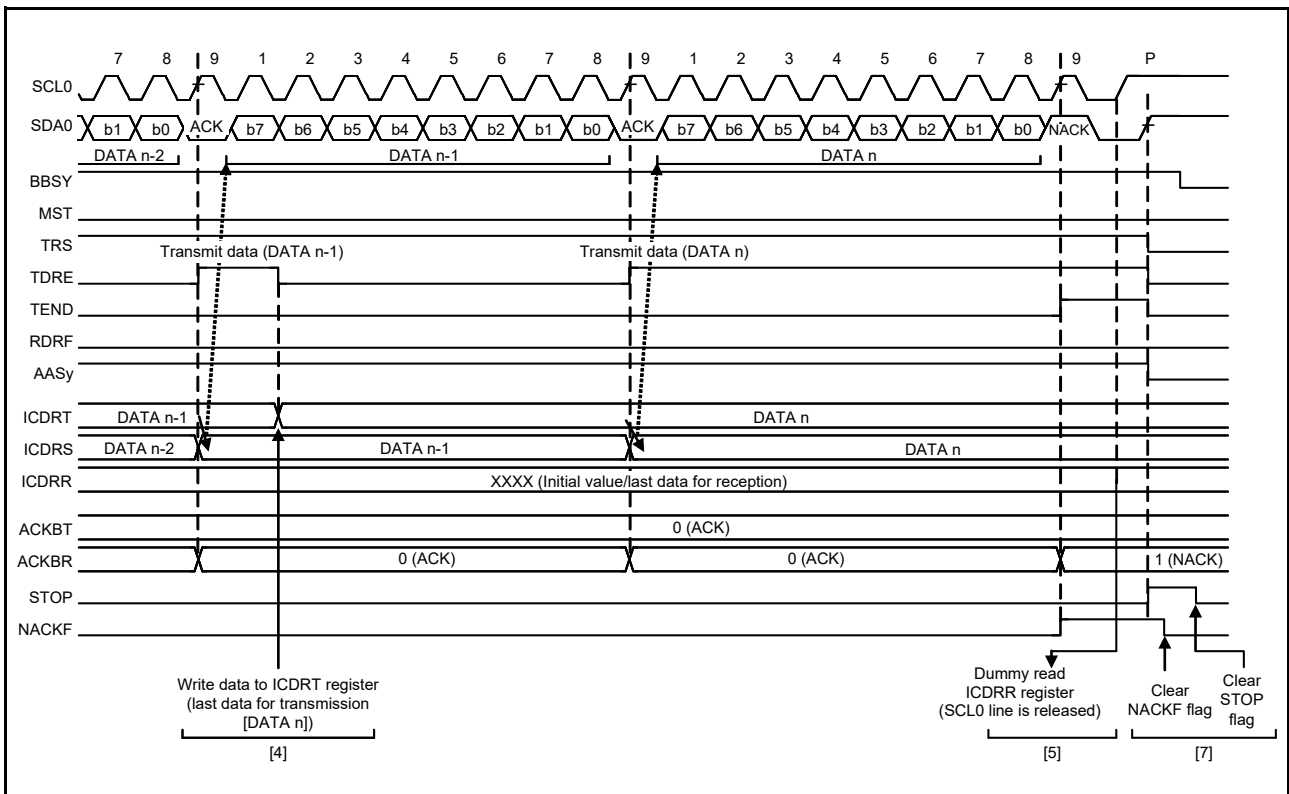 7 8 9 1 2 3 4 5 6 7 8 9 1 2 3 4 5 6 7 8 9 P
SCL0
SDA0 b1 b0 ACK b7 b6 b5 b4 b3 b2 b1 b0 ACK b7 b6 b5 b4 b3 b2 b1 b0 NACK
DATA n-2 DATA n-1 DATA n
BBSY
MST
TRS
Transmit data (DATA n-1) Transmit data (DATA n)
TDRE
TEND
RDRF
AASy
ICDRT DATA n-1 DATA n
ICDRS DATA n-2 DATA n-1 DATA n
ICDRR XXXX (Initial value/last data for reception)
ACKBT 0 (ACK)
ACKBR 0 (ACK) 0 (ACK) 1 (NACK)
STOP
NACKF
Write data to ICDRT register
(last data for transmission
[DATA n])
[4]
Dummy read
ICDRR register
(SCL0 line is released)
[5]
Clear
NACKF flag
Clear
STOP
flag
[7]